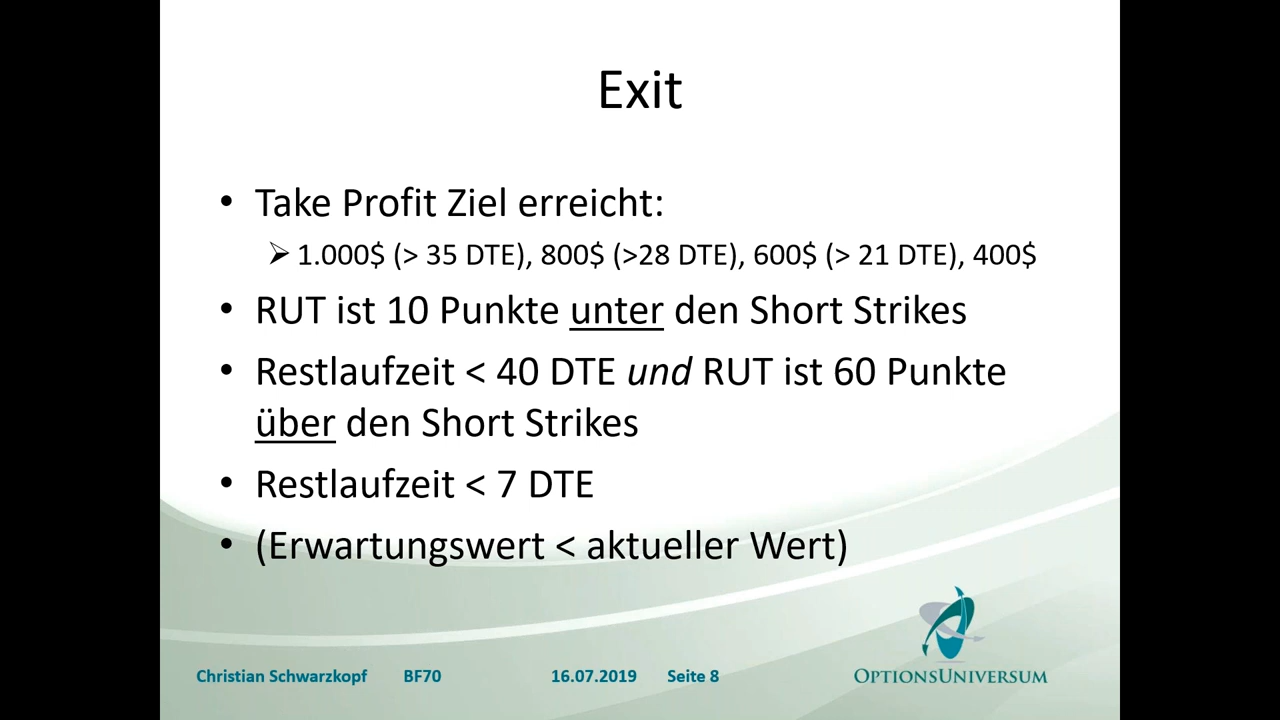 Exit
• Take Profit Ziel erreicht:
➢ 1.000$ (> 35 DTE), 800$ (>28 DTE), 600$ (> 21 DTE), 400$
• RUT ist 10 Punkte unter den Short Strikes
• Restlaufzeit < 40 DTE und RUT ist 60 Punkte
über den Short Strikes
• Restlaufzeit < 7 DTE
• (Erwartungswert < aktueller Wert)
Christian Schwarzkopf BF70 16.07.2019 Seite 8
OPTIONSUNIVERSUM